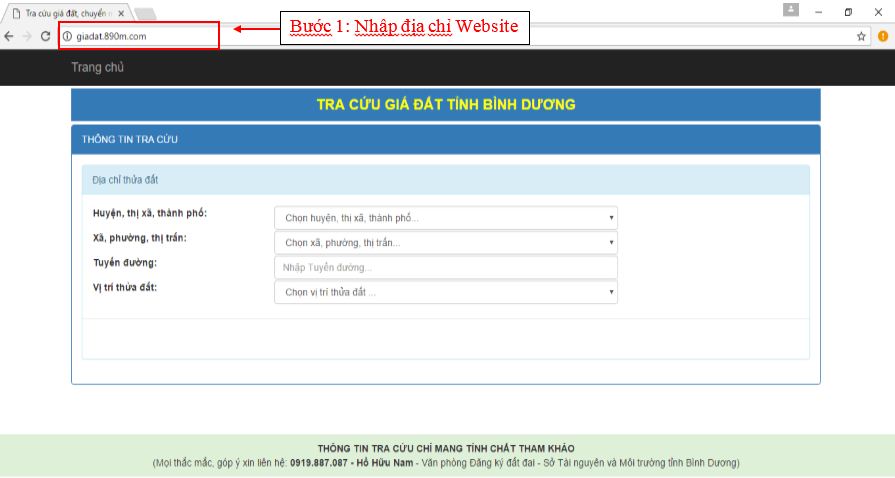 Tra cứu giá đất, chuyển n
giadat.890m.com
Bước 1: Nhập địa chỉ Website
Trang chủ
TRA CỨU GIÁ ĐẤT TỈNH BÌNH DƯƠNG
THÔNG TIN TRA CỨU
Địa chỉ thửa đất
Huyện, thị xã, thành phố:
Chọn huyện, thị xã, thành phố...
Xã, phường, thị trấn:
Chọn xã, phường, thị trấn...
Tuyến đường:
Nhập Tuyến đường...
Vị trí thửa đất:
Chọn vị trí thửa đất ...
THÔNG TIN TRA CỨU CHỈ MANG TÍNH CHẤT THAM KHẢO
(Mọi thắc mắc, góp ý xin liên hệ: 0919.887.087 - Hồ Hữu Nam - Văn phòng Đăng ký đất đai - Sở Tài nguyên và Môi trường tỉnh Bình Dương)